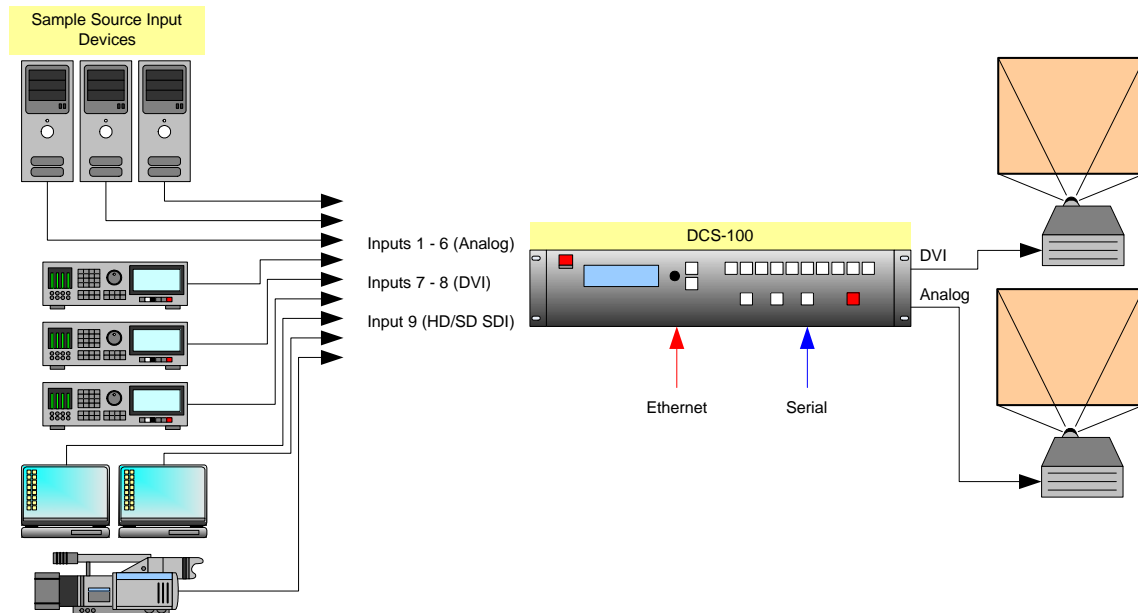 Sample Source Input
Devices
Inputs 1 - 6 (Analog)
Inputs 7 - 8 (DVI)
Input 9 (HD/SD SDI)
DCS-100
DVI
Analog
Ethernet
Serial